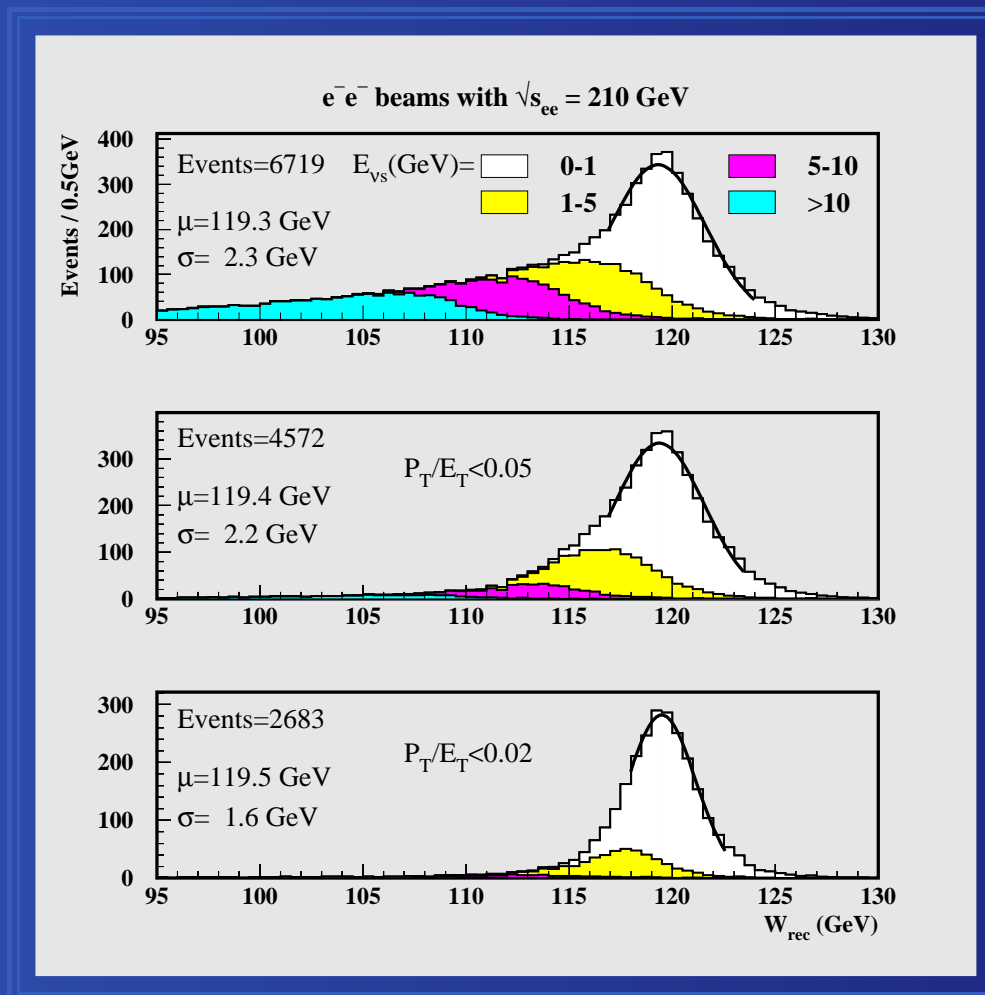 e⁻e⁻ beams with √s_ee = 210 GeV
Events / 0.5GeV
400
300
200
100
0
Events=6719 E_νs(GeV)= 0-1 5-10
1-5 >10
μ=119.3 GeV
σ= 2.3 GeV
95 100 105 110 115 120 125 130
300
200
100
0
Events=4572
P_T/E_T<0.05
μ=119.4 GeV
σ= 2.2 GeV
95 100 105 110 115 120 125 130
300
200
100
0
Events=2683
P_T/E_T<0.02
μ=119.5 GeV
σ= 1.6 GeV
95 100 105 110 115 120 125 130
W_rec (GeV)